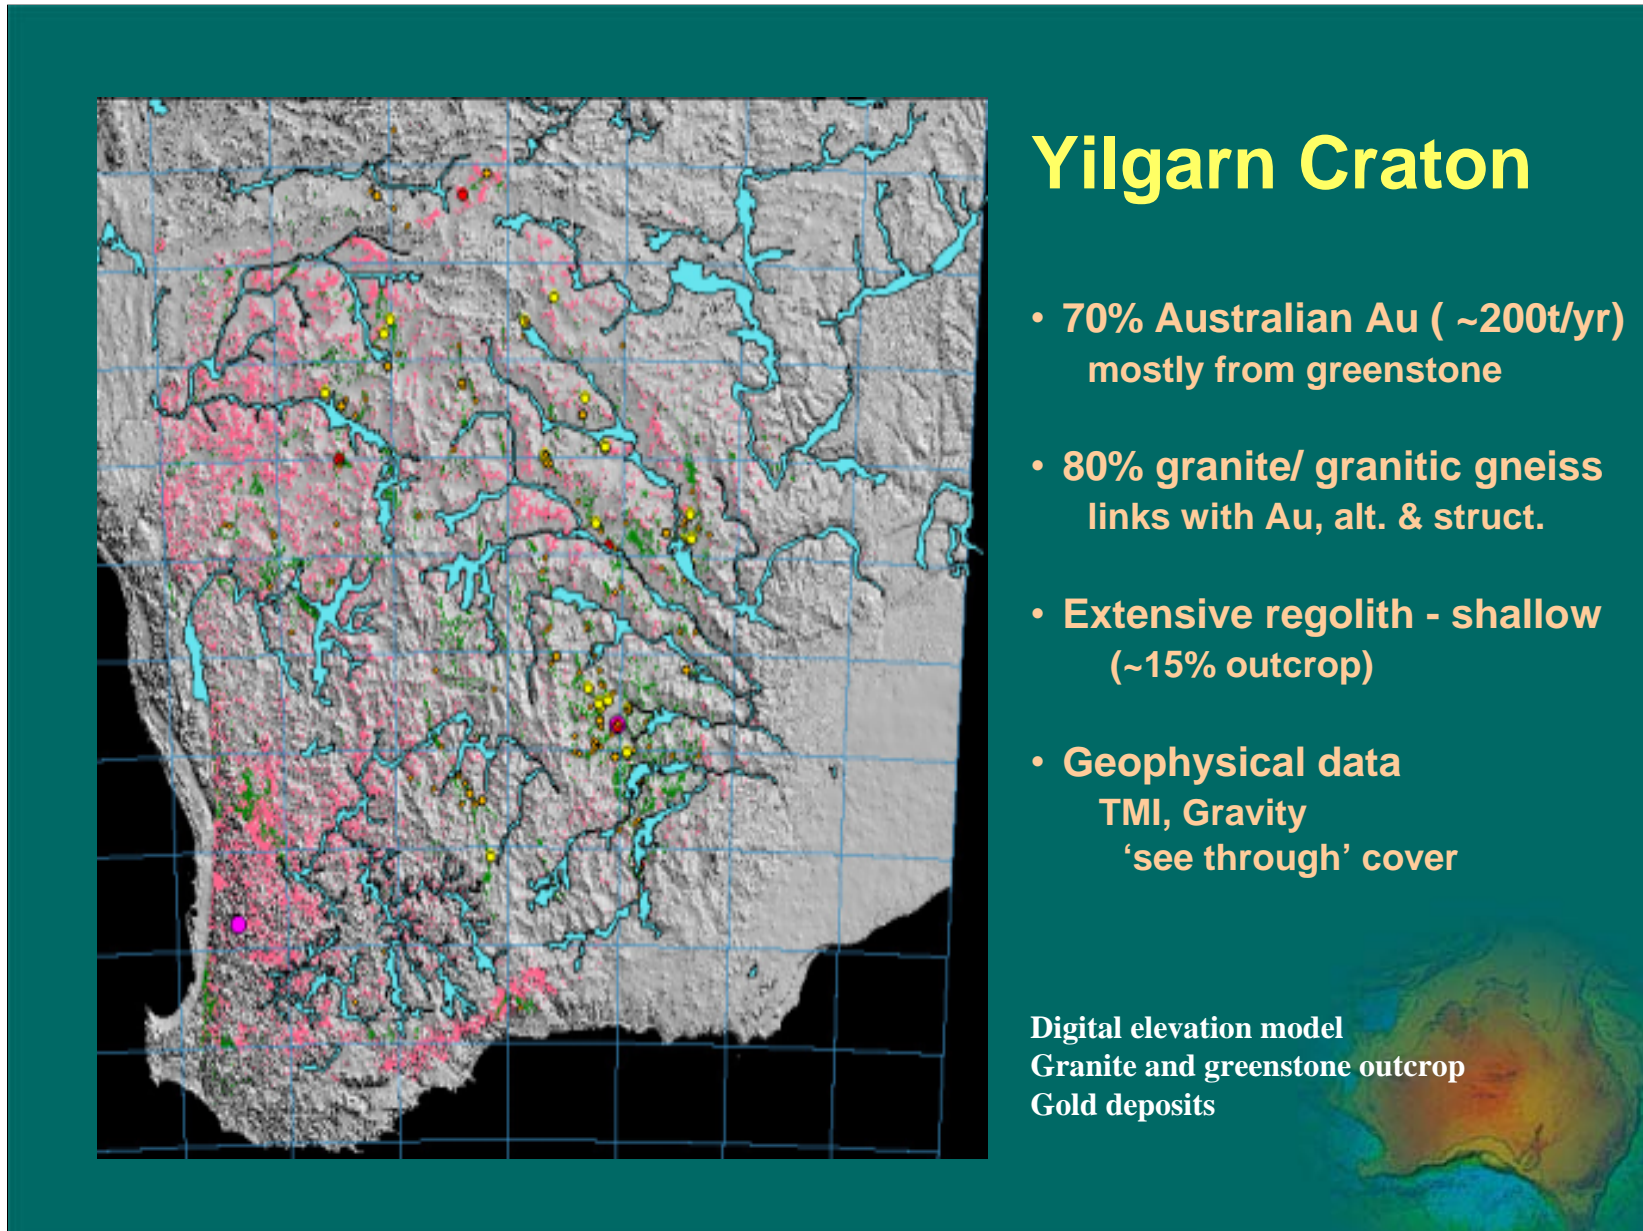 Yilgarn Craton
• 70% Australian Au ( ~200t/yr)
mostly from greenstone
• 80% granite/ granitic gneiss
links with Au, alt. & struct.
• Extensive regolith - shallow
(~15% outcrop)
• Geophysical data
TMI, Gravity
‘see through’ cover
Digital elevation model
Granite and greenstone outcrop
Gold deposits